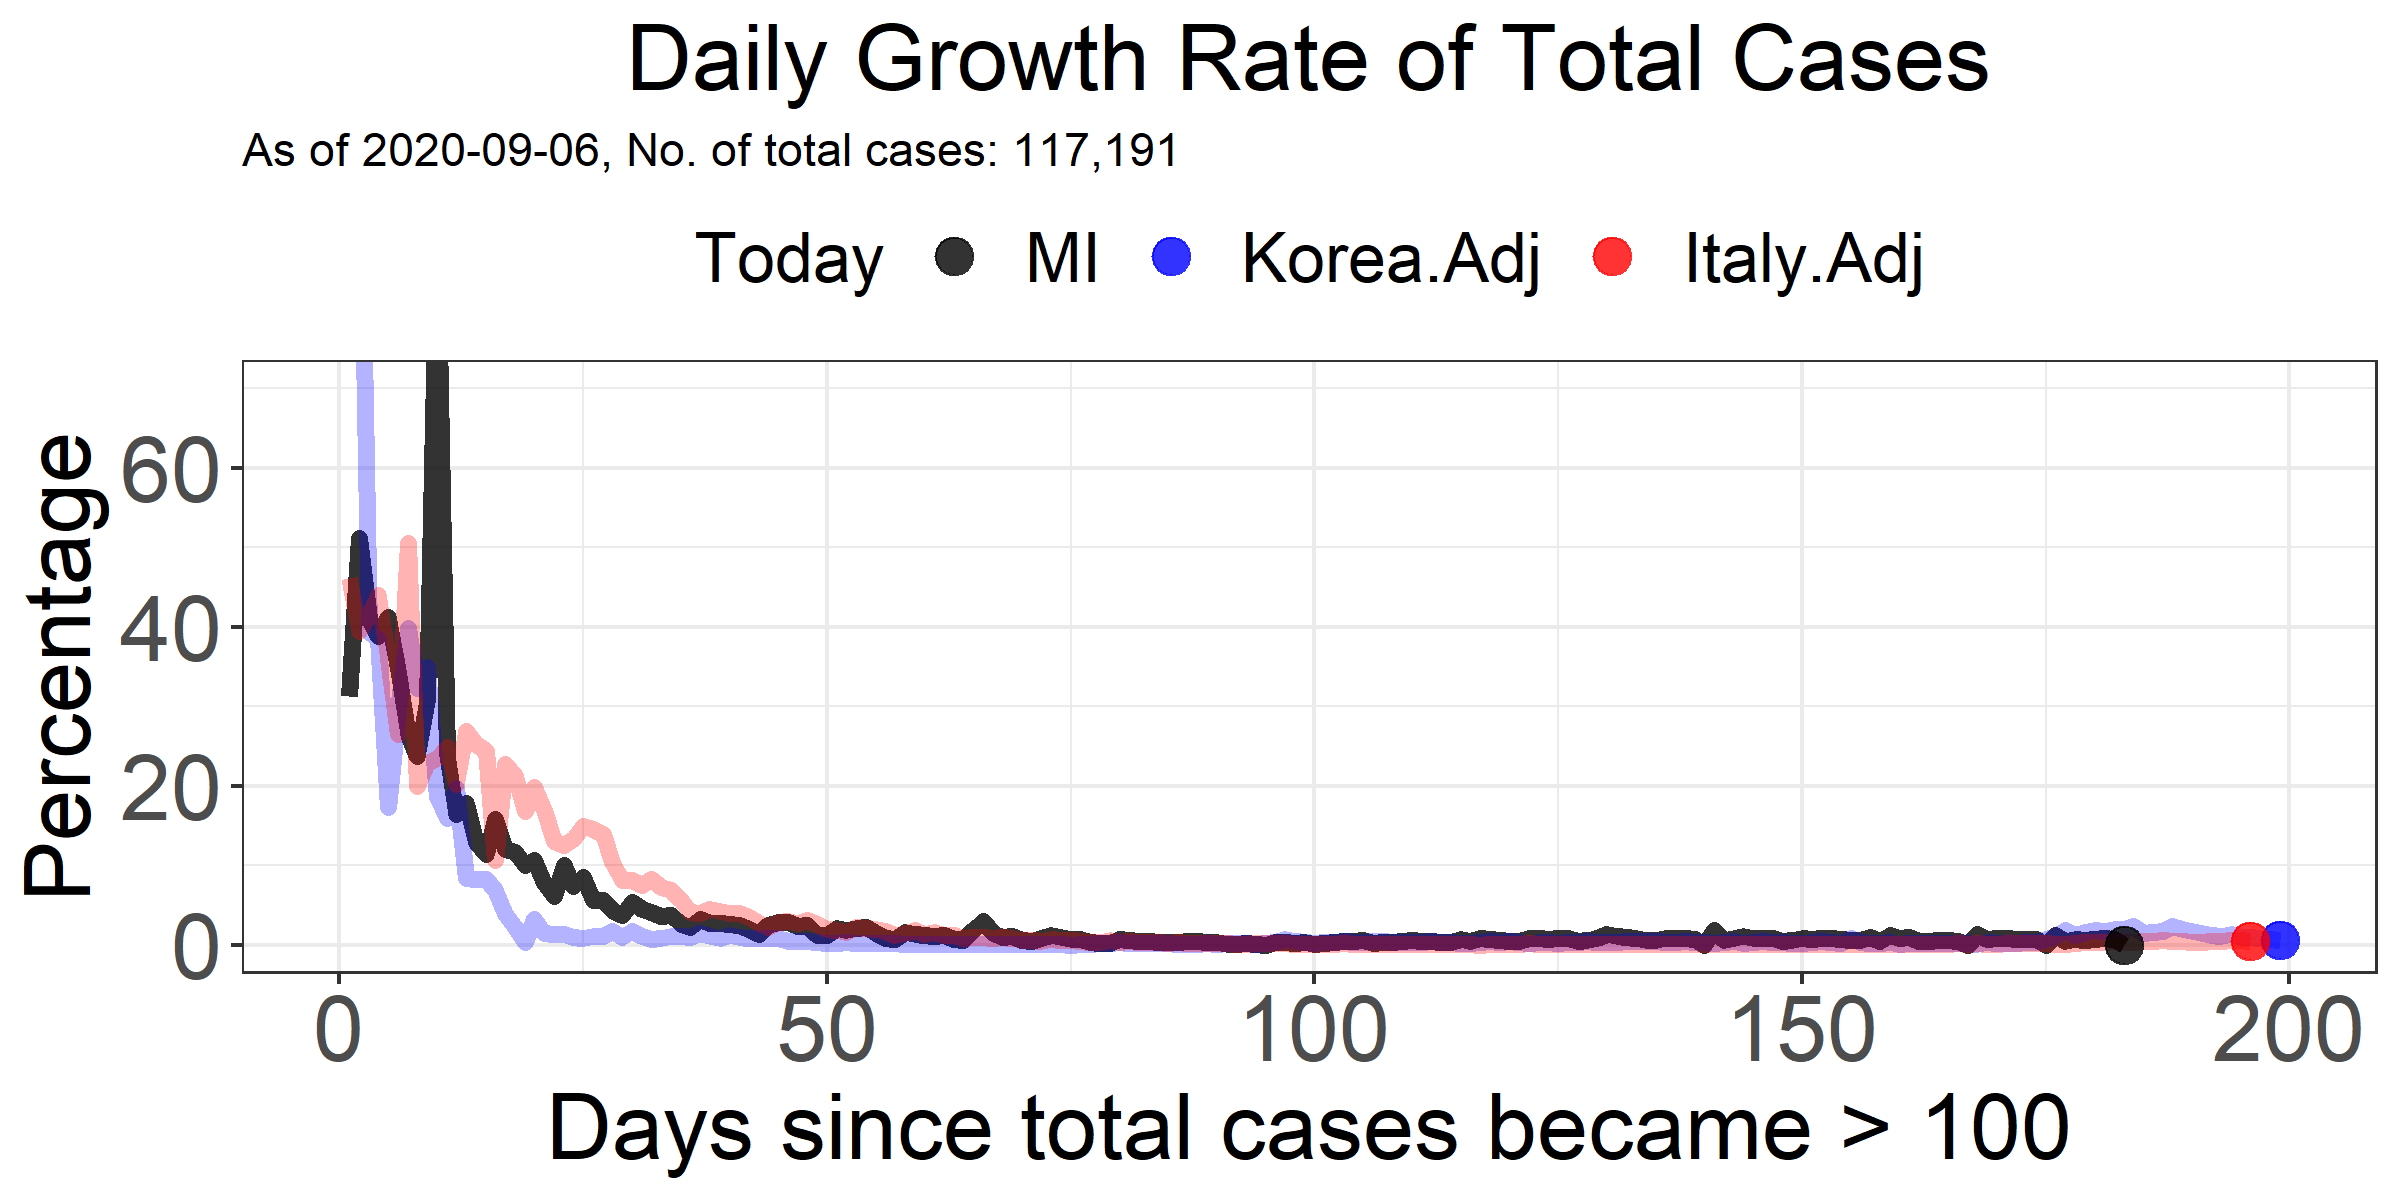 Daily Growth Rate of Total Cases
As of 2020-09-06, No. of total cases: 117,191
Today MI Korea.Adj Italy.Adj
Percentage
60
40
20
0
0 50 100 150 200
Days since total cases became > 100